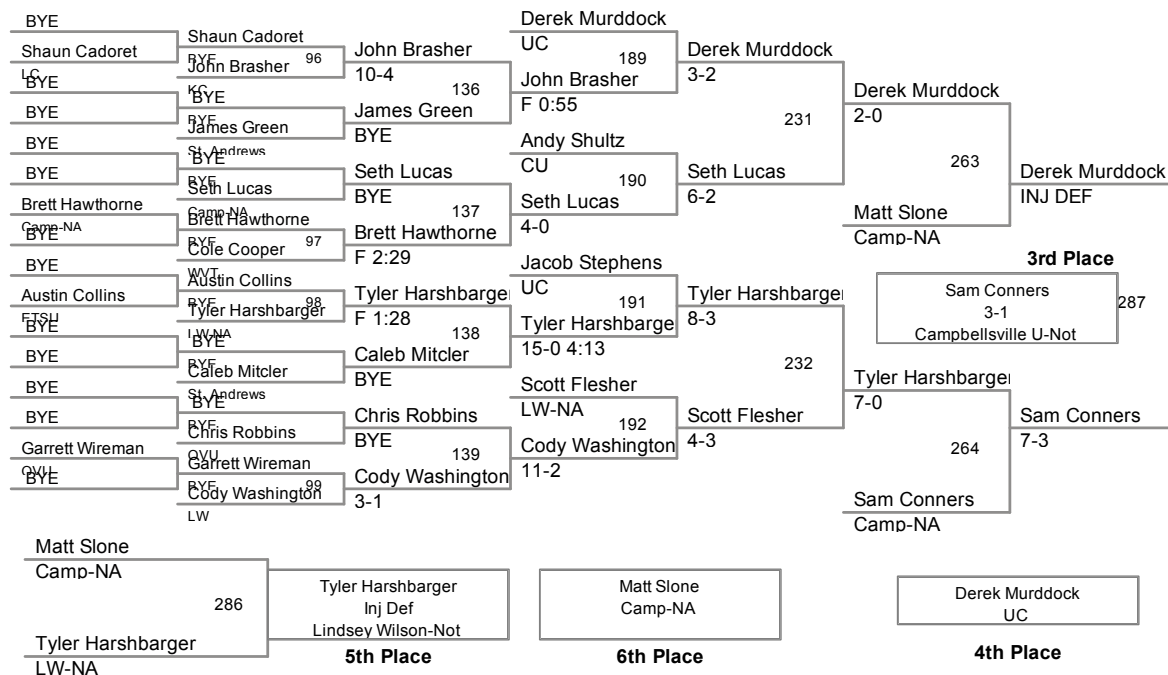 BYE
Shaun Cadoret
LC
BYE
BYE
BYE
BYE
Brett Hawthorne
Camp-NA
BYE
BYE
Austin Collins
ETSU
BYE
BYE
BYE
BYE
Garrett Wireman
OVU
BYE
Shaun Cadoret
BYE
96
John Brasher
KC
BYE
BYE
James Green
St. Andrews
BYE
BYE
Seth Lucas
Camp-NA
Brett Hawthorne
BYE
97
Cole Cooper
WVT
Austin Collins
BYE
98
Tyler Harshbarger
LW-NA
BYE
BYE
Caleb Mitcler
St. Andrews
BYE
BYE
Chris Robbins
OVU
Garrett Wireman
BYE
99
Cody Washington
LW
John Brasher
10-4
136
James Green
BYE
Seth Lucas
BYE
137
Brett Hawthorne
F 2:29
Tyler Harshbarger
F 1:28
138
Caleb Mitcler
BYE
Chris Robbins
BYE
139
Cody Washington
3-1
Derek Murddock
UC
189
John Brasher
F 0:55
Andy Shultz
CU
190
Seth Lucas
4-0
Jacob Stephens
UC
191
Tyler Harshbarge
15-0 4:13
Scott Flesher
LW-NA
192
Cody Washington
11-2
Derek Murddock
3-2
231
Seth Lucas
6-2
Tyler Harshbarger
8-3
232
Scott Flesher
4-3
Derek Murddock
2-0
263
Matt Slone
Camp-NA
Tyler Harshbarger
7-0
264
Sam Conners
Camp-NA
Derek Murddock
INJ DEF
3rd Place
Sam Conners
3-1
Campbellsville U-Not
287
Sam Conners
7-3
Matt Slone
Camp-NA
286
Tyler Harshbarger
LW-NA
Tyler Harshbarger
Inj Def
Lindsey Wilson-Not
5th Place
Matt Slone
Camp-NA
6th Place
Derek Murddock
UC
4th Place